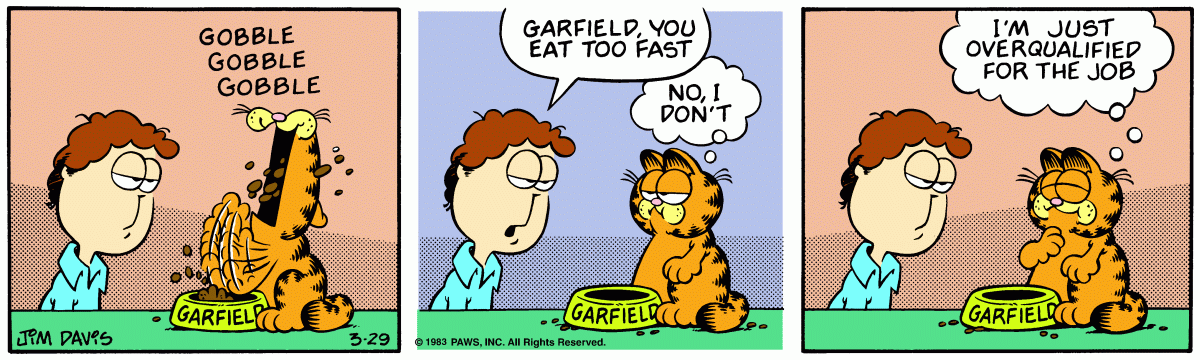 GOBBLE
GOBBLE
GOBBLE
GARFIELD
JIM DAVIS
3-29
GARFIELD, YOU
EAT TOO FAST
NO, I
DON'T
GARFIELD
© 1983 PAWS, INC. All Rights Reserved.
I'M JUST
OVERQUALIFIED
FOR THE JOB
GARFIELD